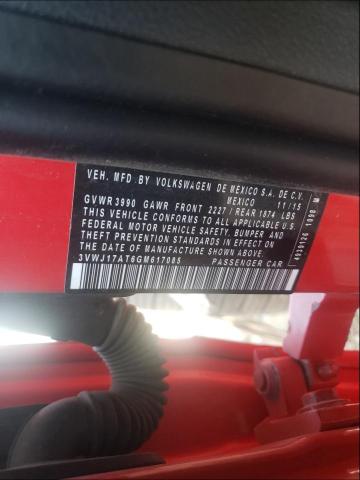 VEH. MFD BY VOLKSWAGEN DE MEXICO S.A. DE C.V.
MEXICO 11/15
GVWR 3990 GAWR FRONT 2227 / REAR 1874 LBS
THIS VEHICLE CONFORMS TO ALL APPLICABLE
FEDERAL MOTOR VEHICLE SAFETY, BUMPER AND
THEFT PREVENTION STANDARDS IN EFFECT ON THE
DATE OF MANUFACTURE SHOWN ABOVE.
3VWJ17AT6GM617085 PASSENGER CAR
4939126 1098 M